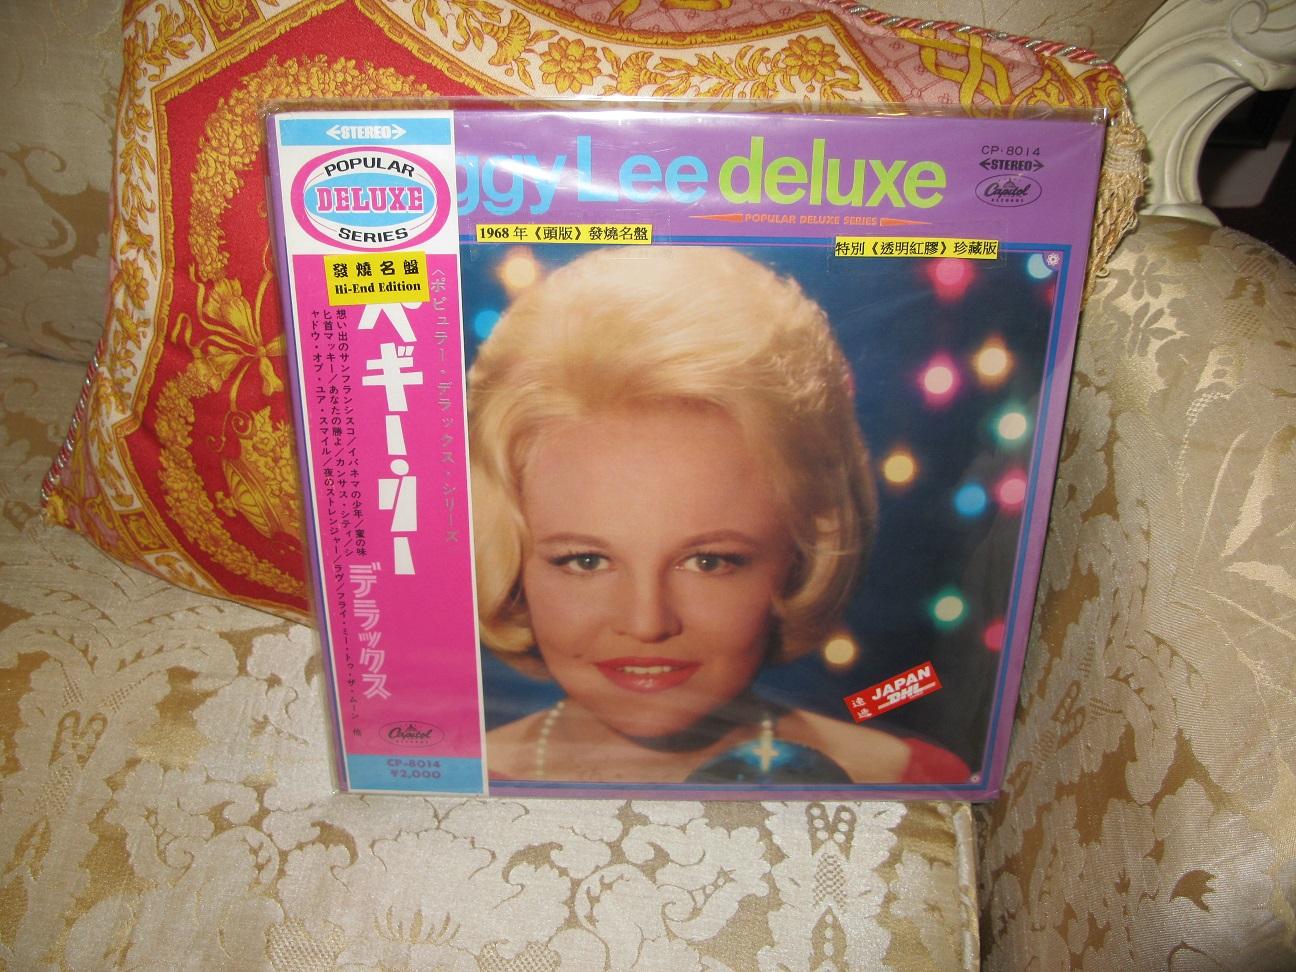 STEREO
POPULAR
DELUXE
SERIES
發燒名盤
Hi-End Edition
ペギー・リー
デラックス
〈ポピュラー・デラックス・シリーズ
想い出のサンフランシスコ/イパネマの少年/蜜の味
匕首マッキー/あなたの勝よ/カンサス・シティ/シ
ャドウ・オブ・ユア・スマイル/夜のストレンジャー/ラヴ/フライ・ミー・トゥ・ザ・ムーン 他
Capitol
RECORDS
CP-8014
¥2,000
ggy Lee deluxe
POPULAR DELUXE SERIES
CP·8014
STEREO
Capitol
RECORDS
1968 年《頭版》發燒名盤
特別《透明紅膠》珍藏版
速遞
JAPAN
DHL